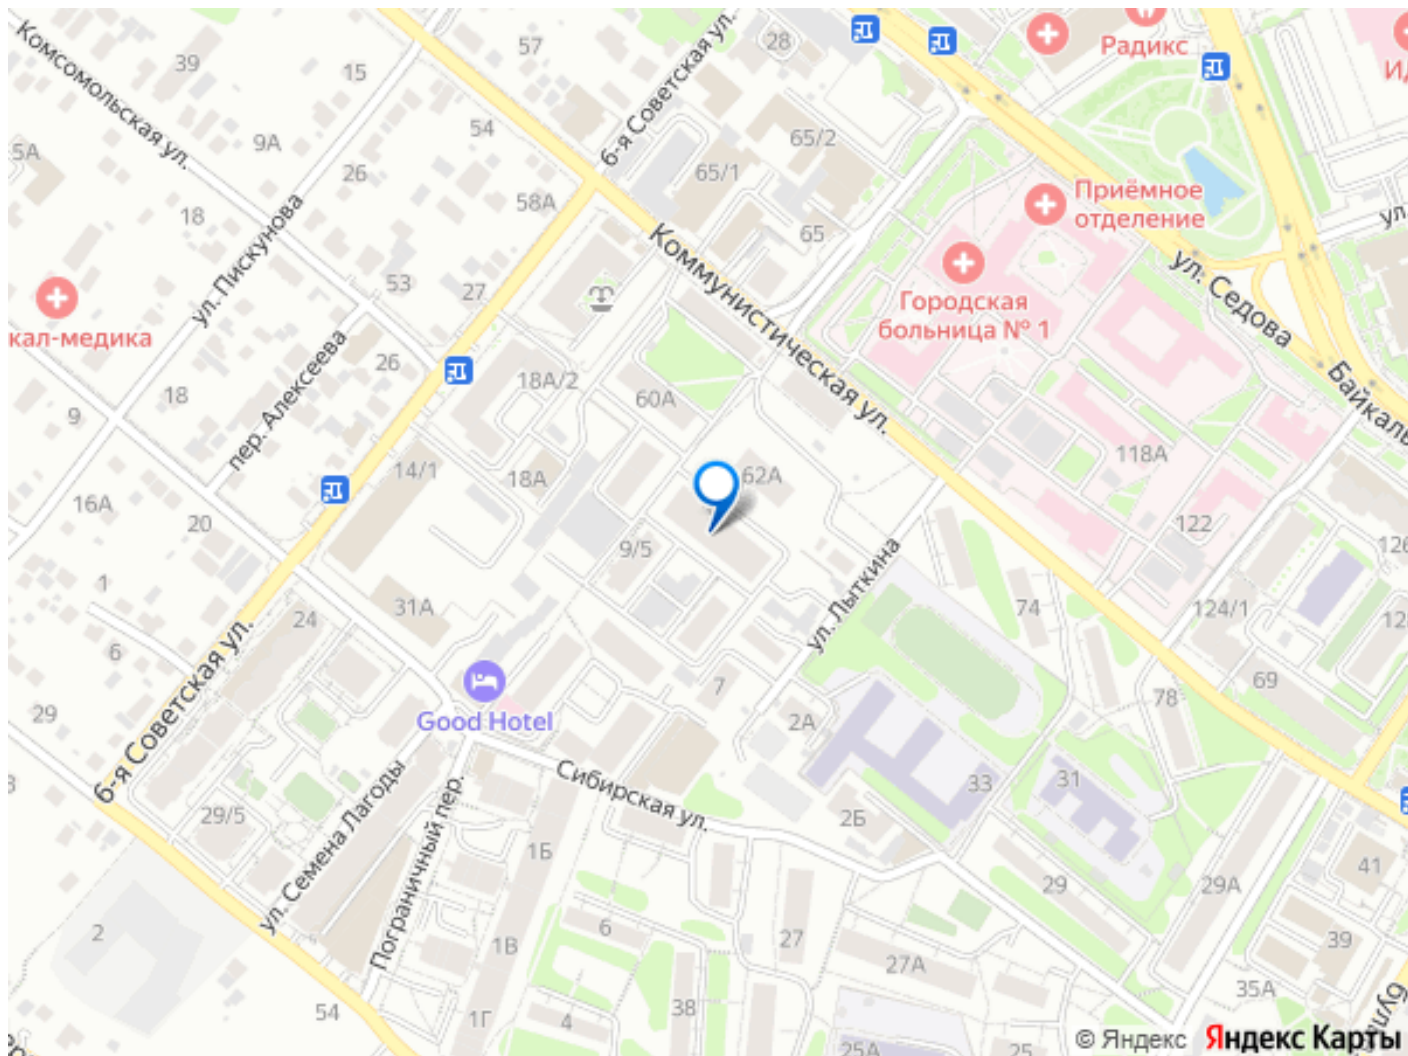 Комсомольская ул.
39
57
15
6-я Советская ул.
28
Радикс
5А
9А
54
65/2
26
65/1
58А
Приёмное
отделение
18
ул. Пискунова
65
ул.
53
27
Коммунистическая ул.
Городская
больница № 1
ул. Седова
кал-медика
пер. Алексеева
26
18А/2
60А
Байкаль
9
18
14/1
18А
62А
118А
16А
20
9/5
122
126
1
31А
ул. Лыткина
74
124/1
24
6
7
6-я Советская ул.
29
Good Hotel
2А
78
69
Сибирская ул.
33
31
29/5
ул. Семена Лагоды
Пограничный пер.
1Б
2Б
29
29А
41
2
1В
6
27
27А
39
35А
54
1Г
4
38
25А
25
© Яндекс Яндекс Карты